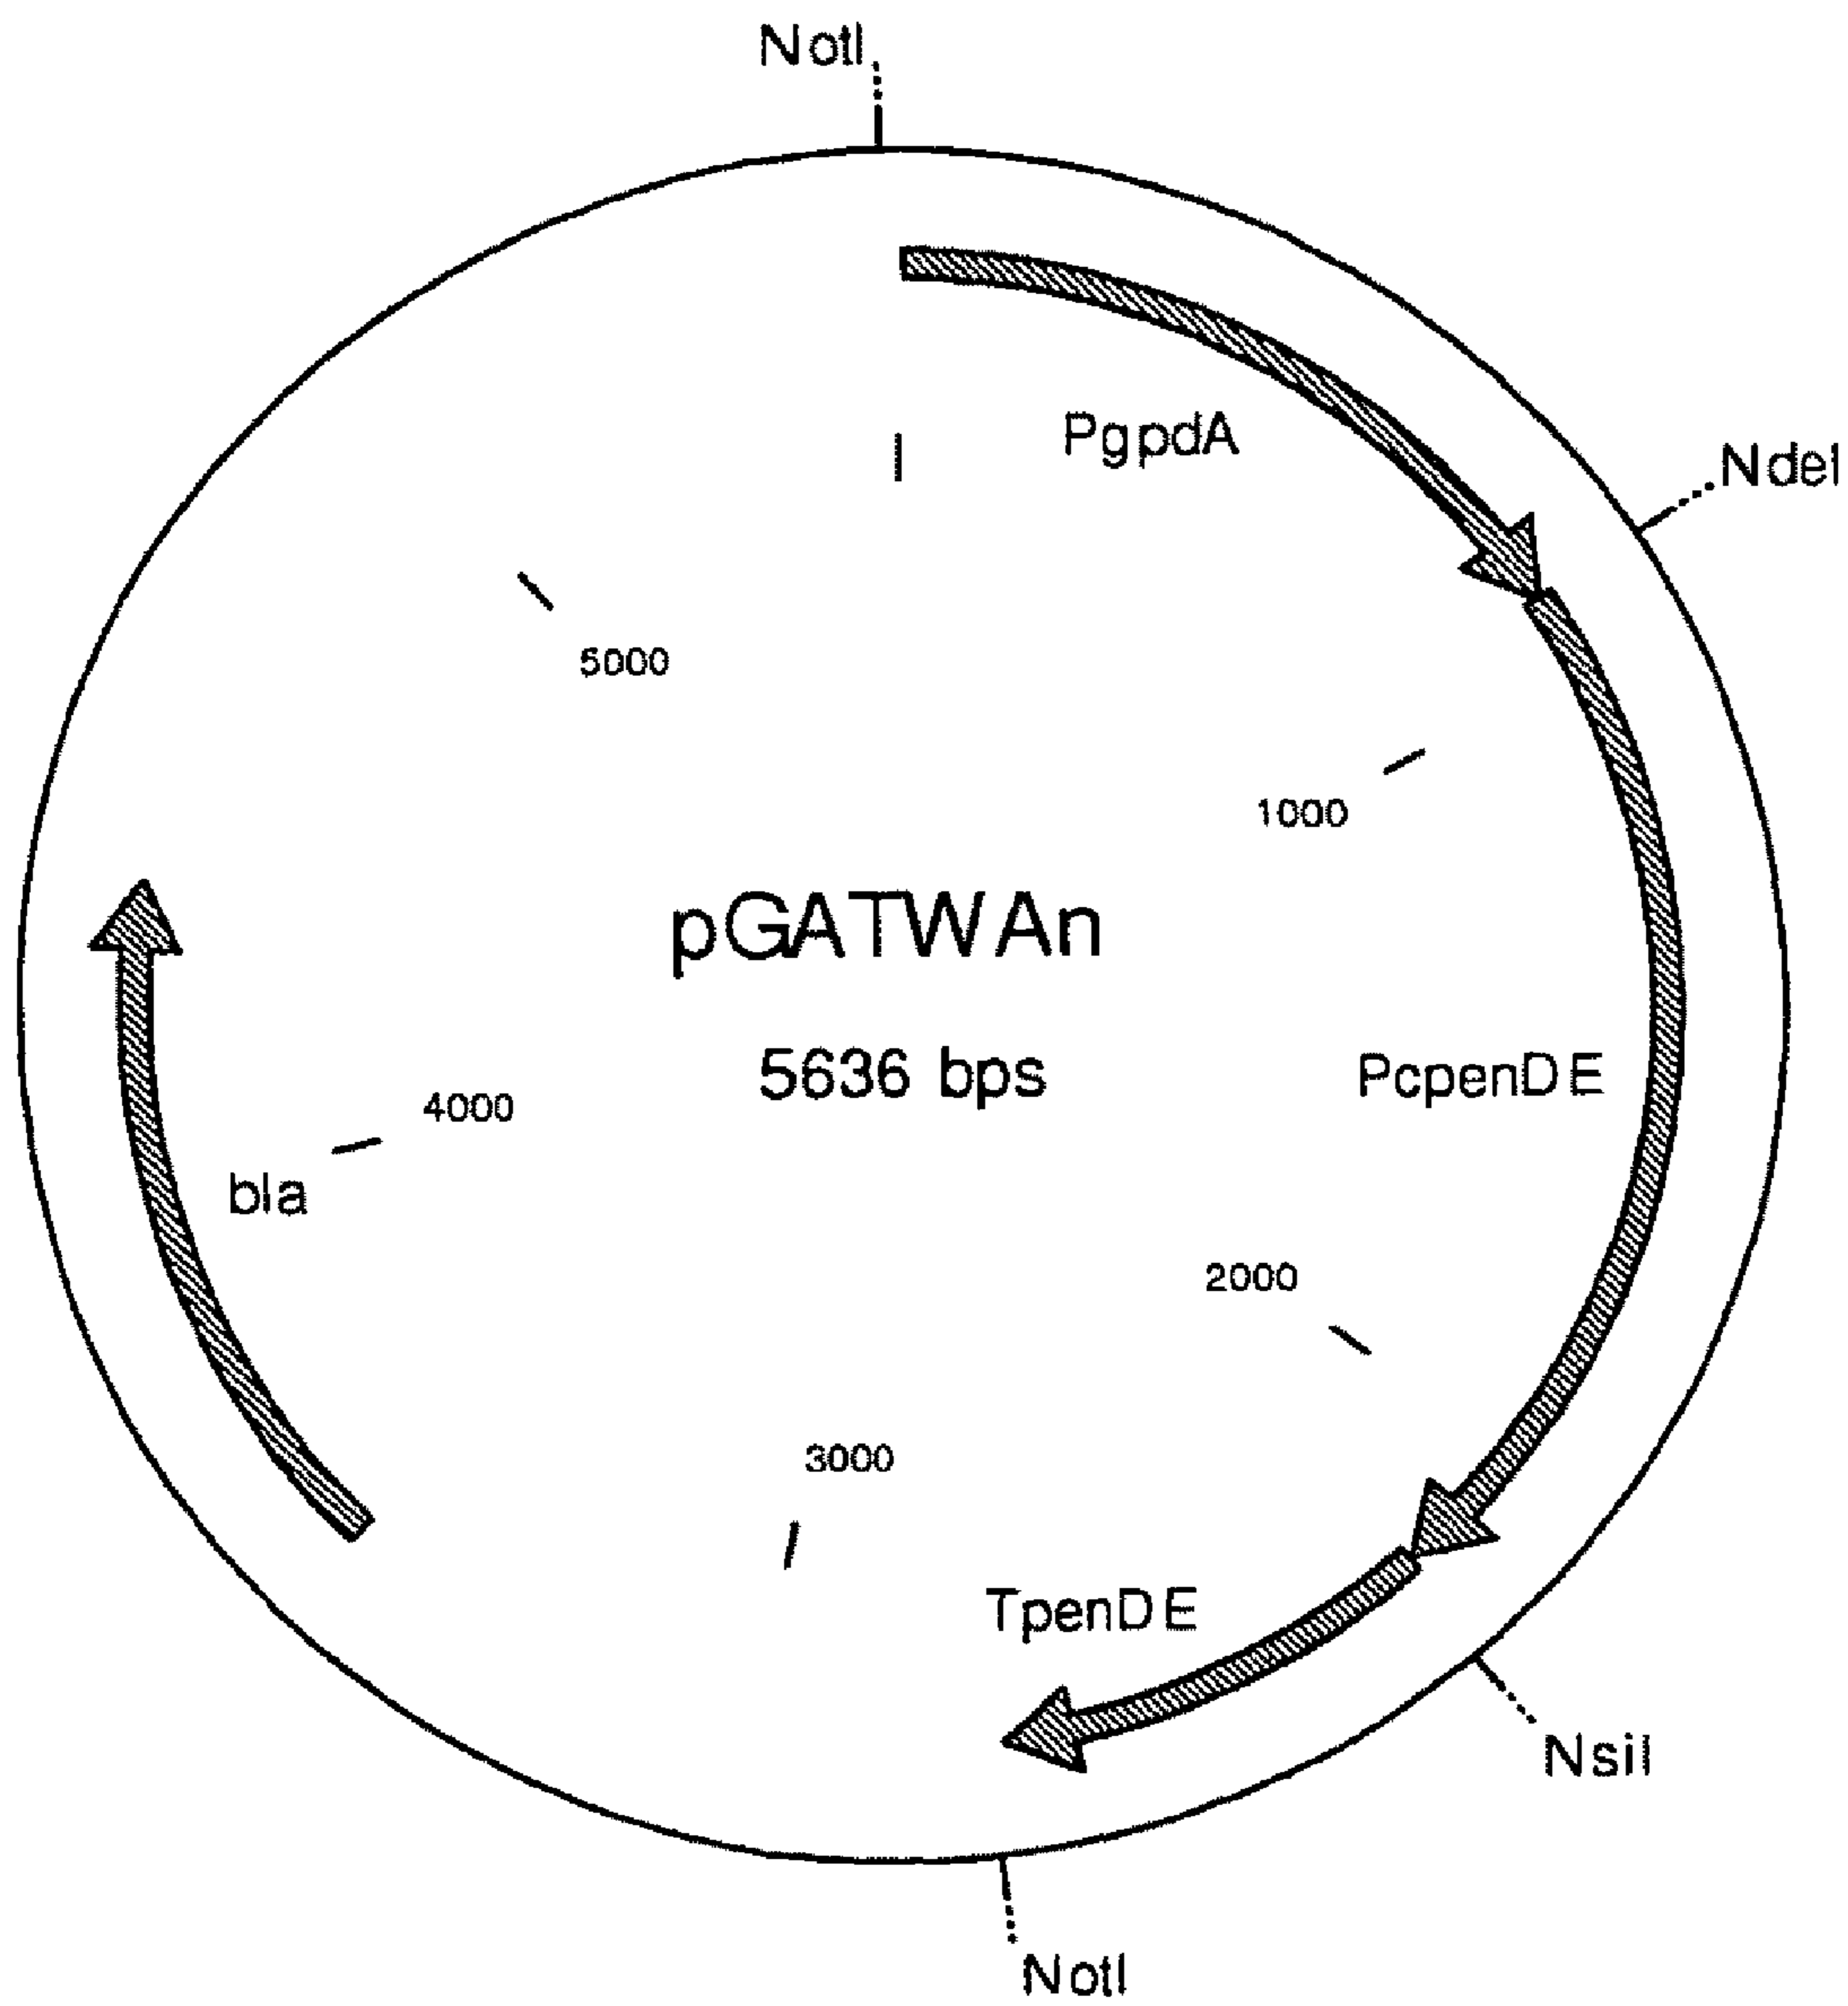 NotI
PgpdA
NdeI
5000
1000
pGATWAn
5636 bps
PcpenDE
4000
bla
2000
3000
TpenDE
NsiI
NotI